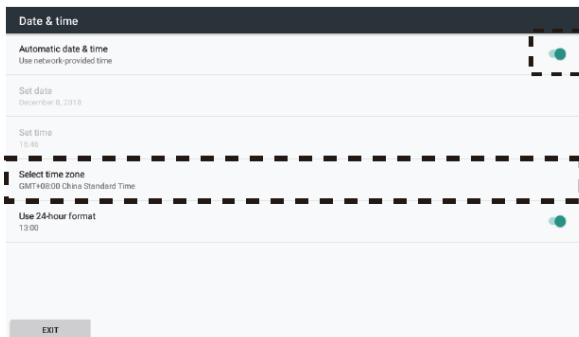 Date & time
Automatic date & time
Use network-provided time
Set date
December 8, 2018
Set time
16:46
Select time zone
GMT+08:00 China Standard Time
Use 24-hour format
13:00
EXIT